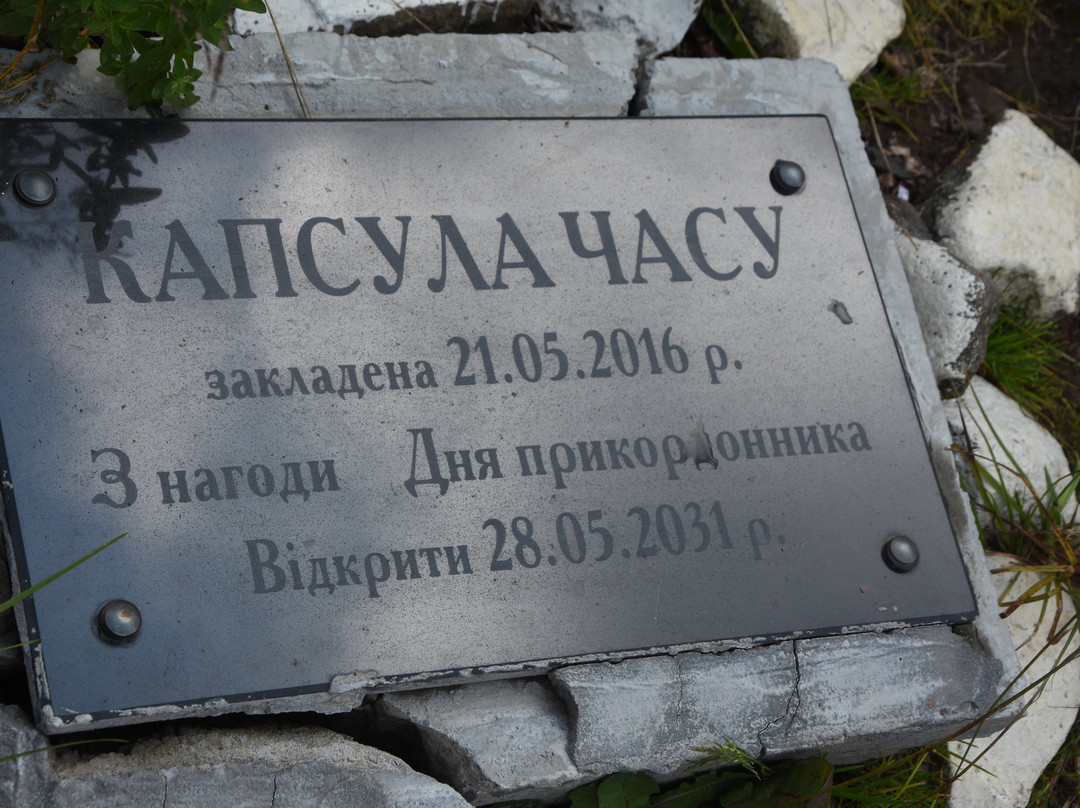 КАПСУЛА ЧАСУ
закладена 21.05.2016 р.
З нагоди Дня прикордонника
Відкрити 28.05.2031 р.